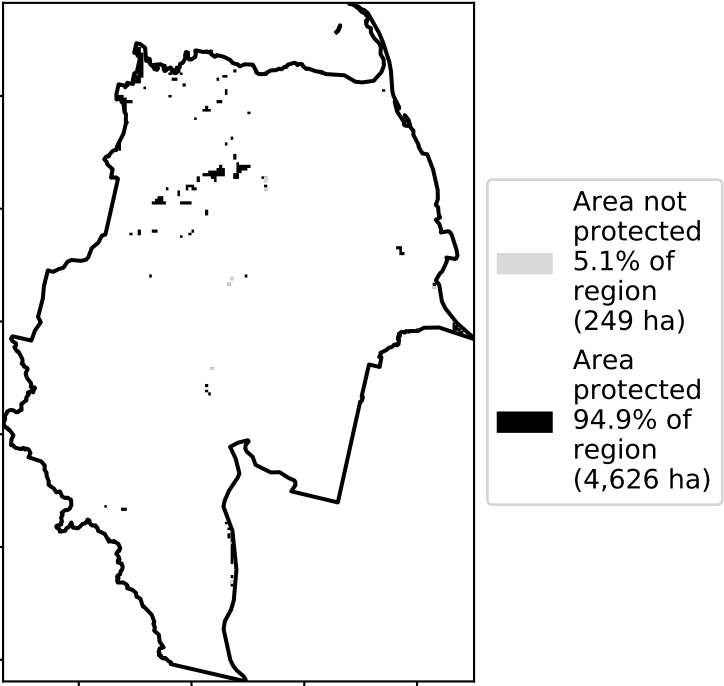 Area not
protected
5.1% of
region
(249 ha)
Area
protected
94.9% of
region
(4,626 ha)